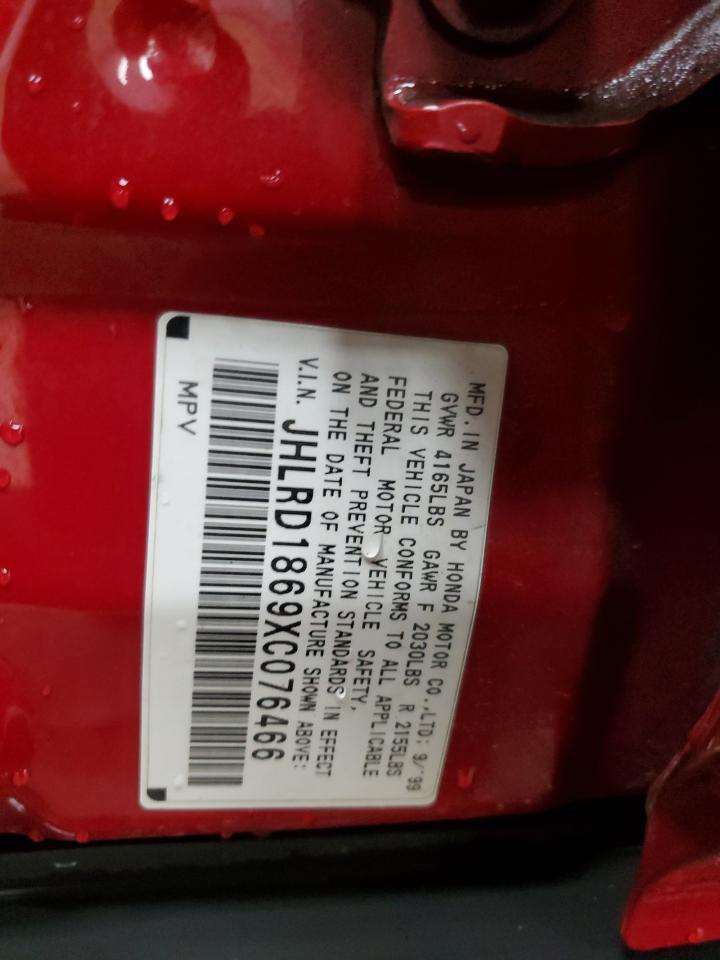 MFD. IN JAPAN BY HONDA MOTOR CO.,LTD; 9/'99
GVWR 4165LBS GAWR F 2030LBS R 2155LBS
THIS VEHICLE CONFORMS TO ALL APPLICABLE
FEDERAL MOTOR VEHICLE SAFETY,
AND THEFT PREVENTION STANDARDS IN EFFECT
ON THE DATE OF MANUFACTURE SHOWN ABOVE:
V.I.N. JHLRD1869XC076466
MPV